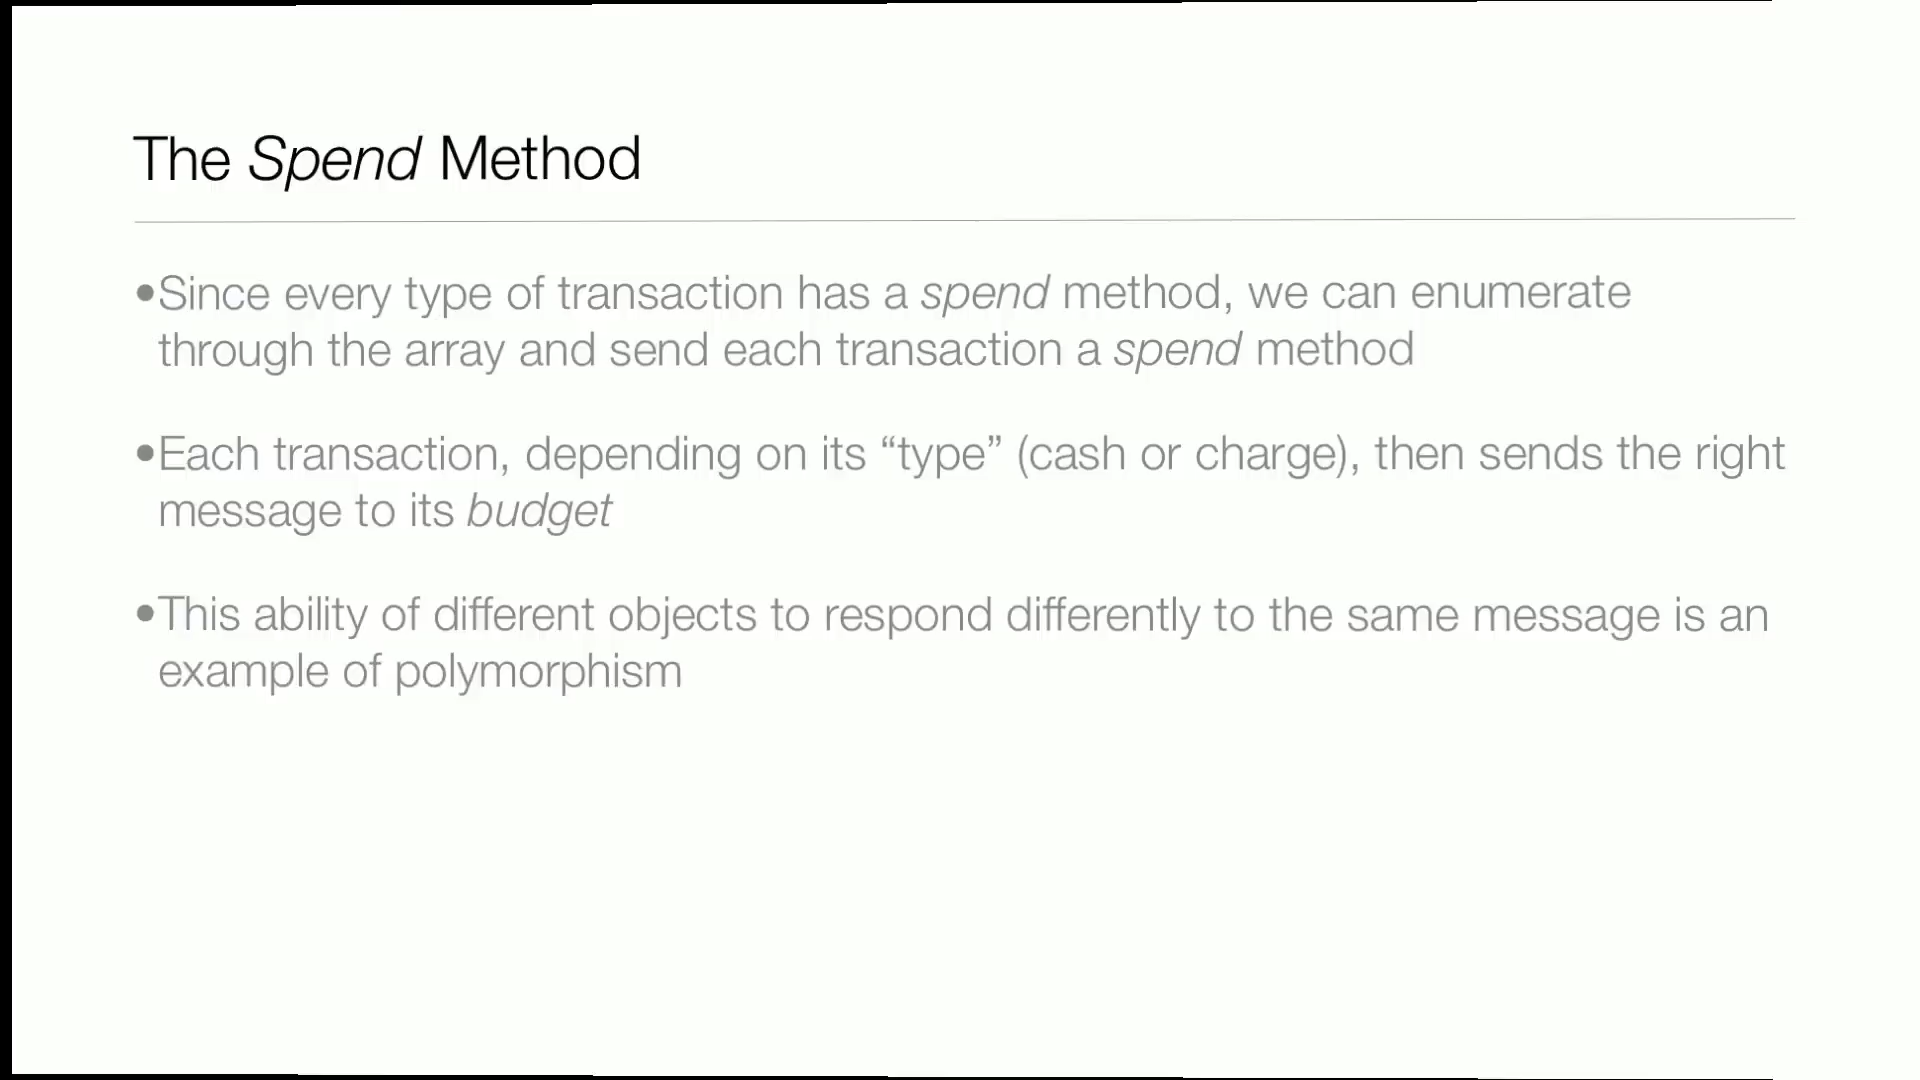 The Spend Method
•Since every type of transaction has a spend method, we can enumerate
through the array and send each transaction a spend method
•Each transaction, depending on its “type” (cash or charge), then sends the right
message to its budget
•This ability of different objects to respond differently to the same message is an
example of polymorphism